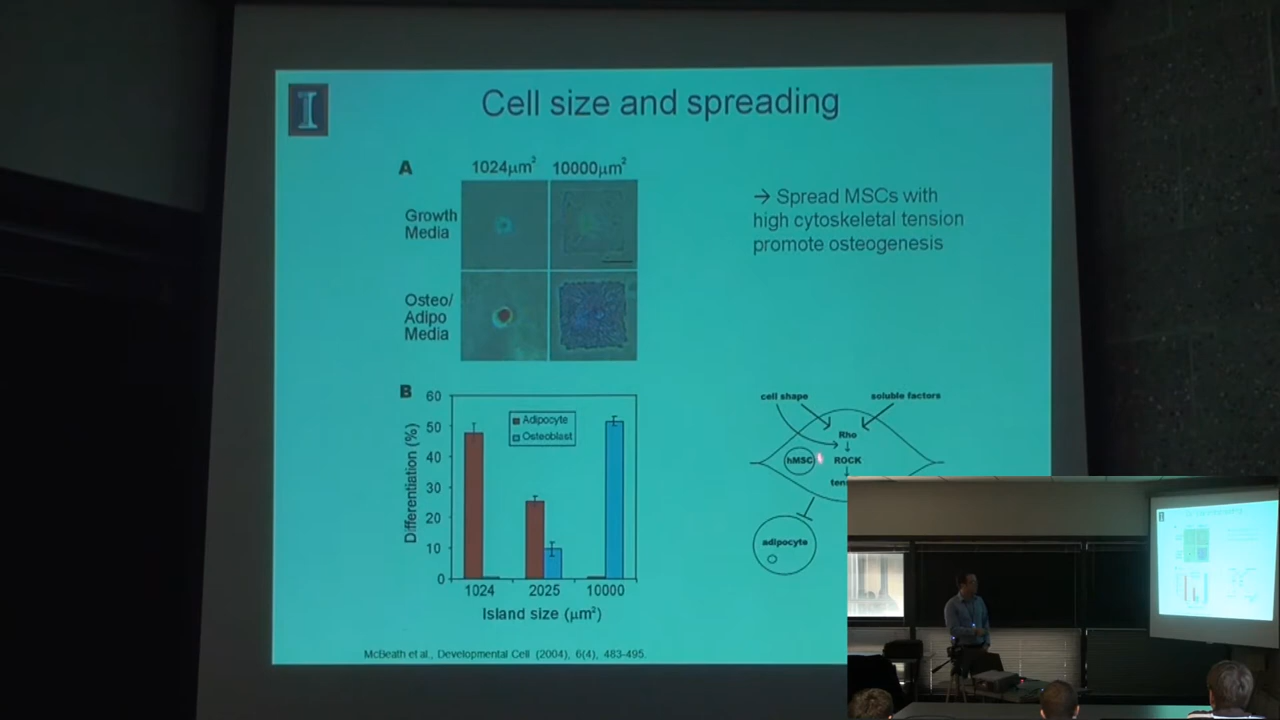 I
Cell size and spreading
A
1024μm² 10000μm²
Growth
Media
Osteo/
Adipo
Media
→ Spread MSCs with
high cytoskeletal tension
promote osteogenesis
B
Differentiation (%)
60
50
40
30
20
10
0
Adipocyte
Osteoblast
1024 2025 10000
Island size (μm²)
cell shape soluble factors
Rho
hMSC ROCK
adipocyte
McBeath et al., Developmental Cell (2004), 6(4), 483-495.